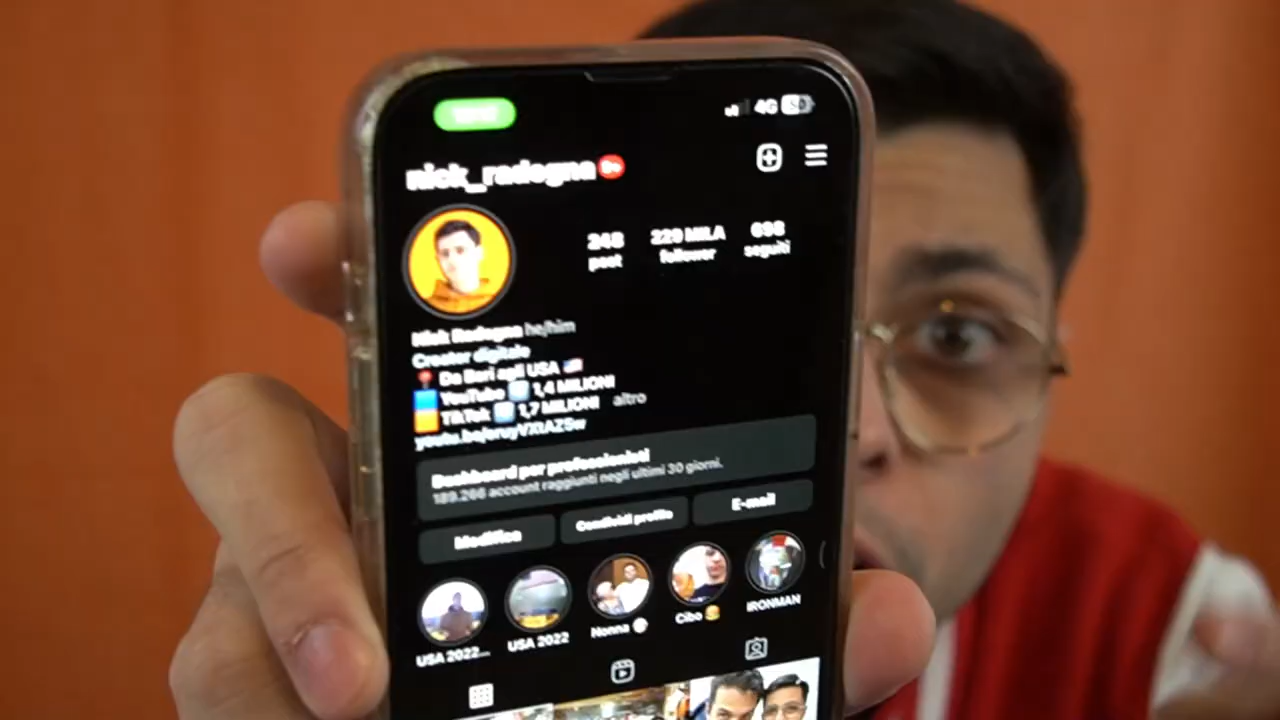 4G 50
nick_radogna 9+
248 229 MILA 698
post follower seguiti
Nick Radogna he/him
Creator digitale
📍 Da Bari agli USA 🇺🇸
YouTube 1,4 MILIONI
TikTok 1,7 MILIONI altro
Dashboard per professionisti
189.266 account raggiunti negli ultimi 30 giorni.
Modifica Condividi profilo E-mail
USA 2022... USA 2022 Nonna Cibo 🍔 IRONMAN